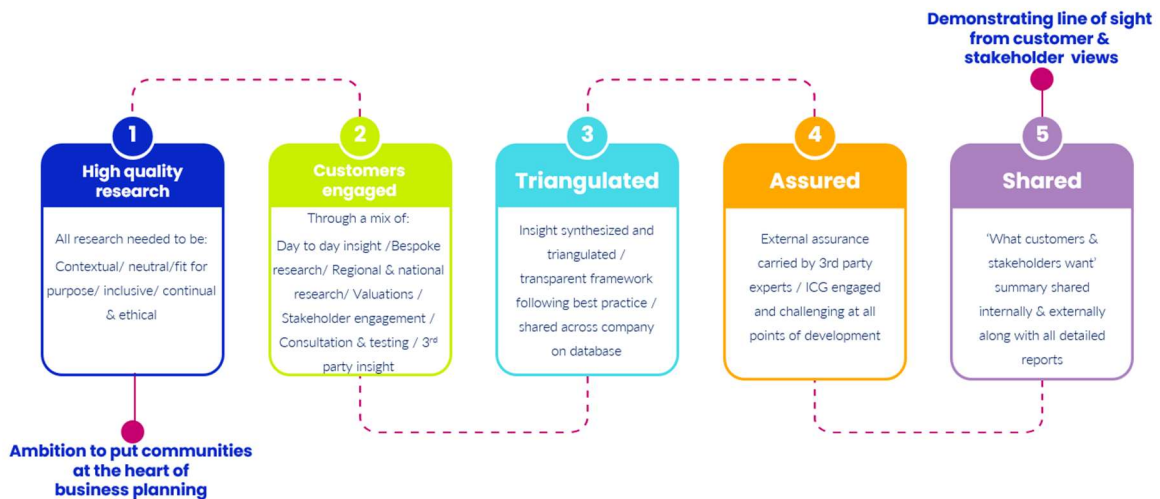 Demonstrating line of sight
from customer &
stakeholder views
1
High quality
research
All research needed to be:
Contextual/ neutral/fit for
purpose/ inclusive/ continual
& ethical
Ambition to put communities
at the heart of
business planning
2
Customers
engaged
Through a mix of:
Day to day insight /Bespoke
research/ Regional & national
research/ Valuations /
Stakeholder engagement /
Consultation & testing / 3rd
party insight
3
Triangulated
Insight synthesized and
triangulated /
transparent framework
following best practice /
shared across company
on database
4
Assured
External assurance
carried by 3rd party
experts / ICG engaged
and challenging at all
points of development
5
Shared
‘What customers &
stakeholders want’
summary shared
internally & externally
along with all detailed
reports